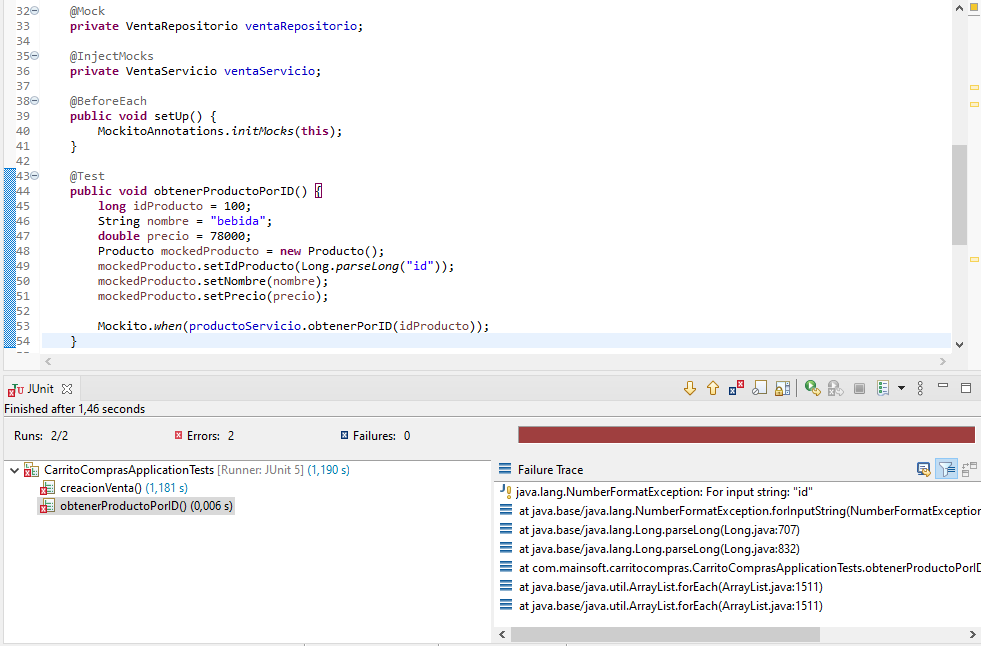 32 @Mock
33 private VentaRepositorio ventaRepositorio;
34
35 @InjectMocks
36 private VentaServicio ventaServicio;
37
38 @BeforeEach
39 public void setUp() {
40 MockitoAnnotations.initMocks(this);
41 }
42
43 @Test
44 public void obtenerProductoPorID() {
45 long idProducto = 100;
46 String nombre = "bebida";
47 double precio = 78000;
48 Producto mockedProducto = new Producto();
49 mockedProducto.setIdProducto(Long.parseLong("id"));
50 mockedProducto.setNombre(nombre);
51 mockedProducto.setPrecio(precio);
52
53 Mockito.when(productoServicio.obtenerPorID(idProducto));
54 }
JUnit
Finished after 1,46 seconds
Runs: 2/2 Errors: 2 Failures: 0
CarritoComprasApplicationTests [Runner: JUnit 5] (1,190 s)
creacionVenta() (1,181 s)
obtenerProductoPorID() (0,006 s)
Failure Trace
java.lang.NumberFormatException: For input string: "id"
at java.base/java.lang.NumberFormatException.forInputString(NumberFormatException
at java.base/java.lang.Long.parseLong(Long.java:707)
at java.base/java.lang.Long.parseLong(Long.java:832)
at com.mainsoft.carritocompras.CarritoComprasApplicationTests.obtenerProductoPorID
at java.base/java.util.ArrayList.forEach(ArrayList.java:1511)
at java.base/java.util.ArrayList.forEach(ArrayList.java:1511)